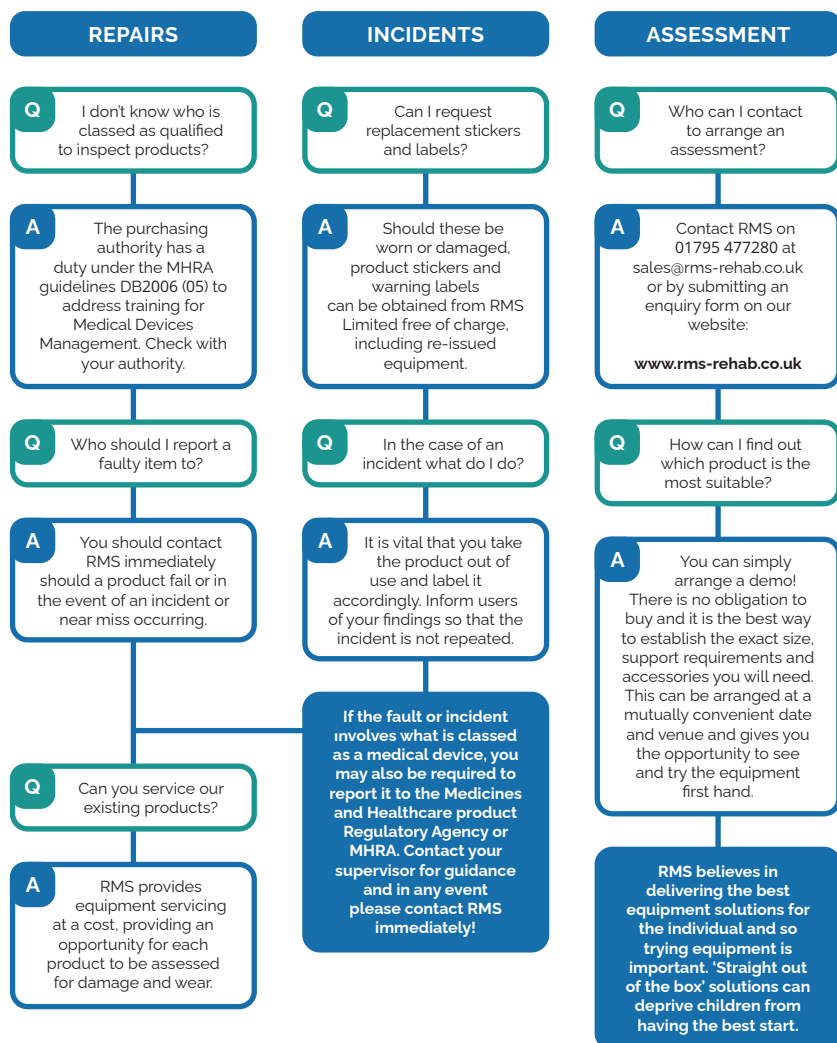 REPAIRS
Q
I don't know who is
classed as qualified
to inspect products?
A
The purchasing
authority has a
duty under the MHRA
guidelines DB2006 (05) to
address training for
Medical Devices
Management. Check with
your authority.
Q
Who should I report a
faulty item to?
A
You should contact
RMS immediately
should a product fail or in
the event of an incident or
near miss occurring.
Q
Can you service our
existing products?
A
RMS provides
equipment servicing
at a cost, providing an
opportunity for each
product to be assessed
for damage and wear.
INCIDENTS
Q
Can I request
replacement stickers
and labels?
A
Should these be
worn or damaged,
product stickers and
warning labels
can be obtained from RMS
Limited free of charge,
including re-issued
equipment.
Q
In the case of an
incident what do I do?
A
It is vital that you take
the product out of
use and label it
accordingly. Inform users
of your findings so that the
incident is not repeated.
If the fault or incident
involves what is classed
as a medical device, you
may also be required to
report it to the Medicines
and Healthcare product
Regulatory Agency or
MHRA. Contact your
supervisor for guidance
and in any event
please contact RMS
immediately!
ASSESSMENT
Q
Who can I contact
to arrange an
assessment?
A
Contact RMS on
01795 477280 at
sales@rms-rehab.co.uk
or by submitting an
enquiry form on our
website:
www.rms-rehab.co.uk
Q
How can I find out
which product is the
most suitable?
A
You can simply
arrange a demo!
There is no obligation to
buy and it is the best way
to establish the exact size,
support requirements and
accessories you will need.
This can be arranged at a
mutually convenient date
and venue and gives you
the opportunity to see
and try the equipment
first hand.
RMS believes in
delivering the best
equipment solutions for
the individual and so
trying equipment is
important. 'Straight out
of the box' solutions can
deprive children from
having the best start.